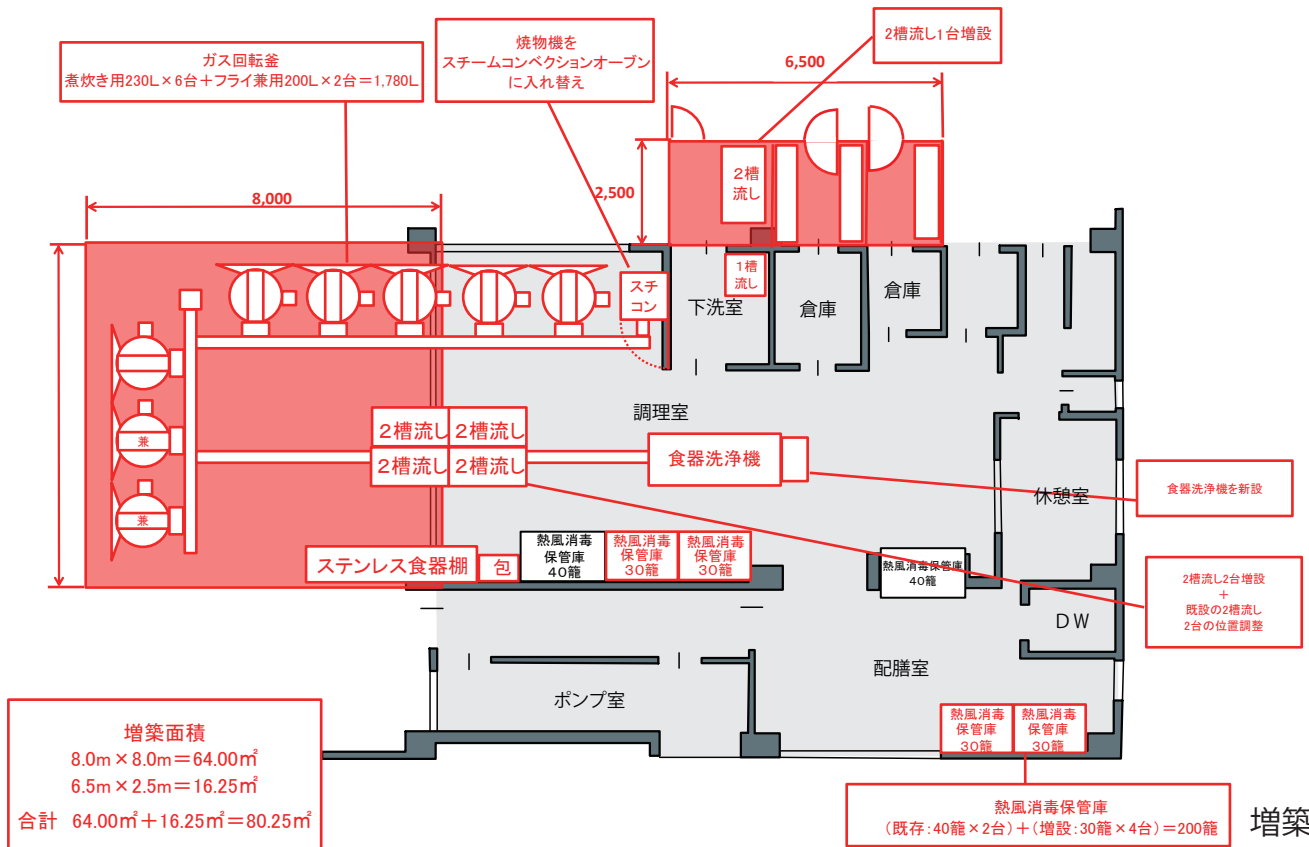 ガス回転釜
煮炊き用230L×6台＋フライ兼用200L×2台＝1,780L
焼物機を
スチームコンベクションオーブン
に入れ替え
2槽流し1台増設
6,500
2,500
8,000
2槽
流し
1槽
流し
スチ
コン
下洗室
倉庫
倉庫
調理室
兼
兼
2槽流し
2槽流し
2槽流し
2槽流し
食器洗浄機
食器洗浄機を新設
休憩室
ステンレス食器棚
包
熱風消毒
保管庫
40籠
熱風消毒
保管庫
30籠
熱風消毒
保管庫
30籠
熱風消毒保管庫
40籠
2槽流し2台増設
＋
既設の2槽流し
2台の位置調整
ＤＷ
配膳室
ポンプ室
熱風消毒
保管庫
30籠
熱風消毒
保管庫
30籠
増築面積
8.0m×8.0m＝64.00㎡
6.5m×2.5m＝16.25㎡
合計 64.00㎡＋16.25㎡＝80.25㎡
熱風消毒保管庫
（既存：40籠×2台）＋（増設：30籠×4台）＝200籠
増築